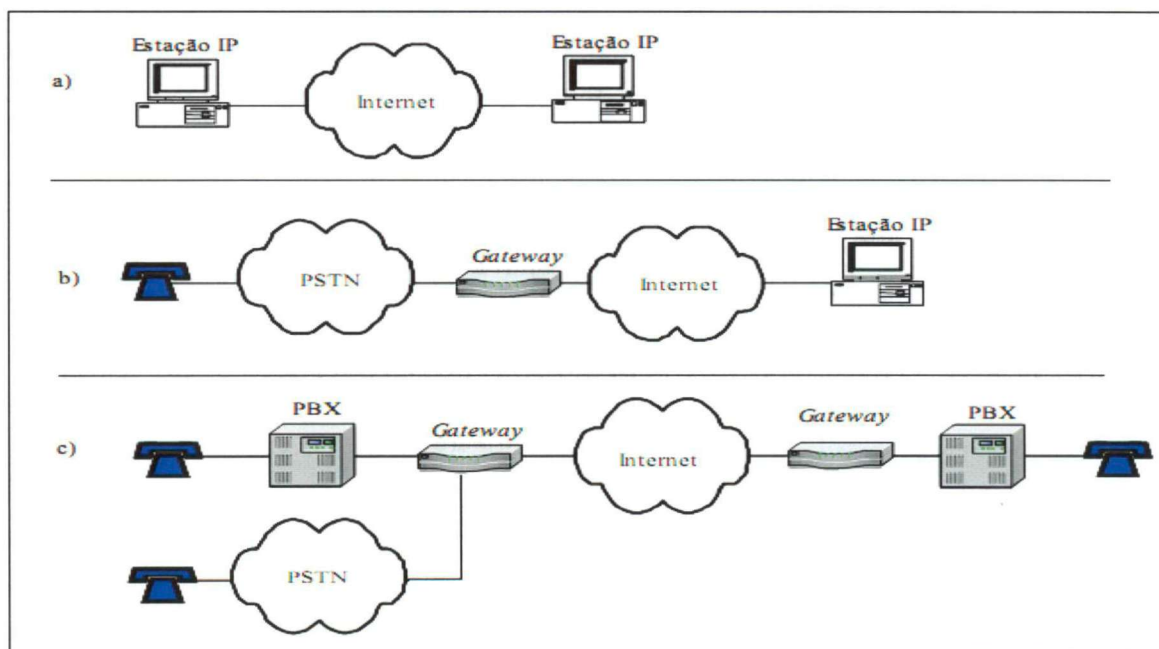 a)
Estação IP
Internet
Estação IP
b)
PSTN
Gateway
Internet
Estação IP
c)
PBX
Gateway
Internet
Gateway
PBX
PSTN